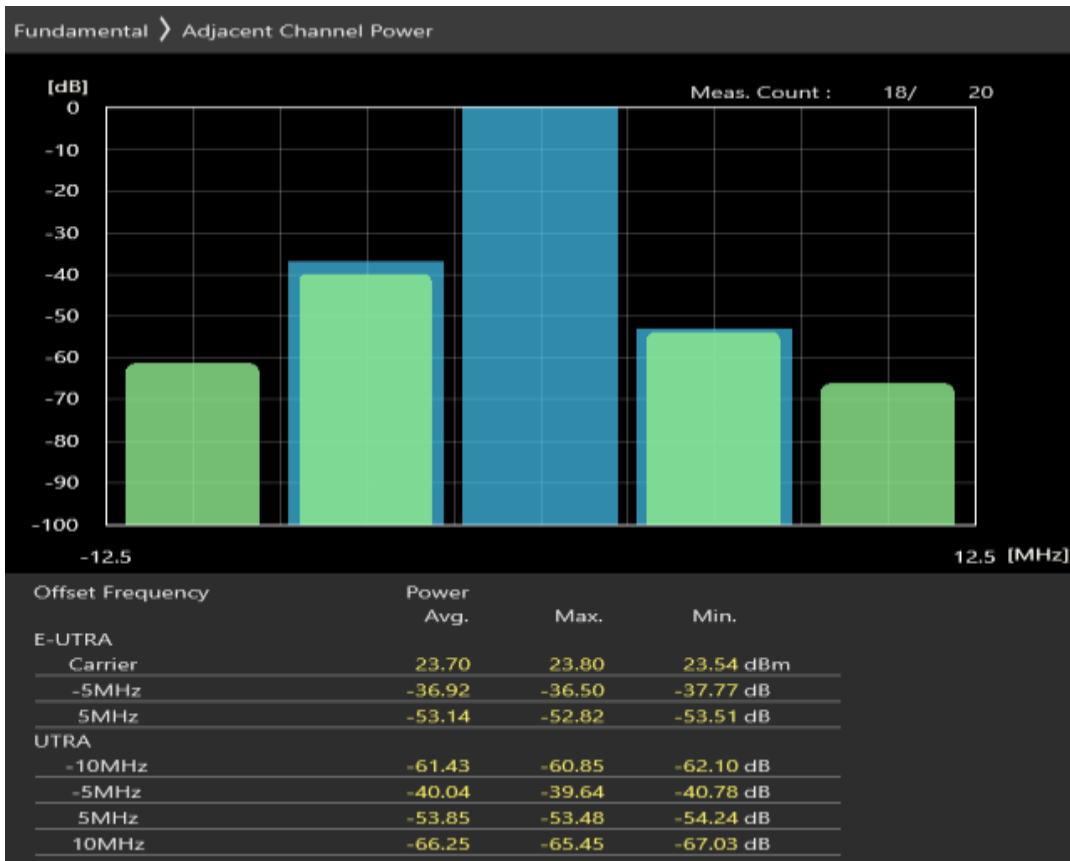 Fundamental 〉 Adjacent Channel Power
[dB]
Meas. Count : 18/ 20
0
-10
-20
-30
-40
-50
-60
-70
-80
-90
-100
-12.5 12.5 [MHz]
Offset Frequency Power
Avg. Max. Min.
E-UTRA
Carrier 23.70 23.80 23.54 dBm
-5MHz -36.92 -36.50 -37.77 dB
5MHz -53.14 -52.82 -53.51 dB
UTRA
-10MHz -61.43 -60.85 -62.10 dB
-5MHz -40.04 -39.64 -40.78 dB
5MHz -53.85 -53.48 -54.24 dB
10MHz -66.25 -65.45 -67.03 dB